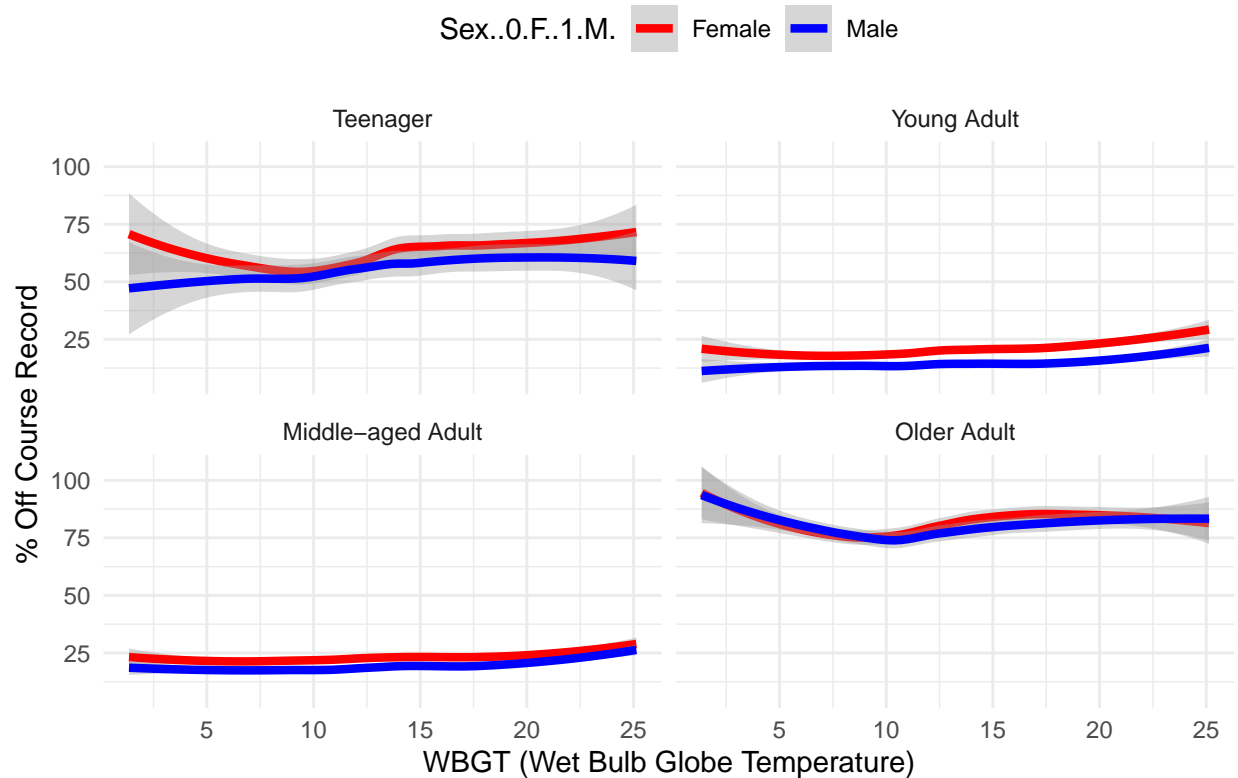 Sex..0.F..1.M. Female Male
Teenager Young Adult
100
75
50
25
Middle−aged Adult Older Adult
100
75
50
25
5 10 15 20 25 5 10 15 20 25
WBGT (Wet Bulb Globe Temperature)
% Off Course Record